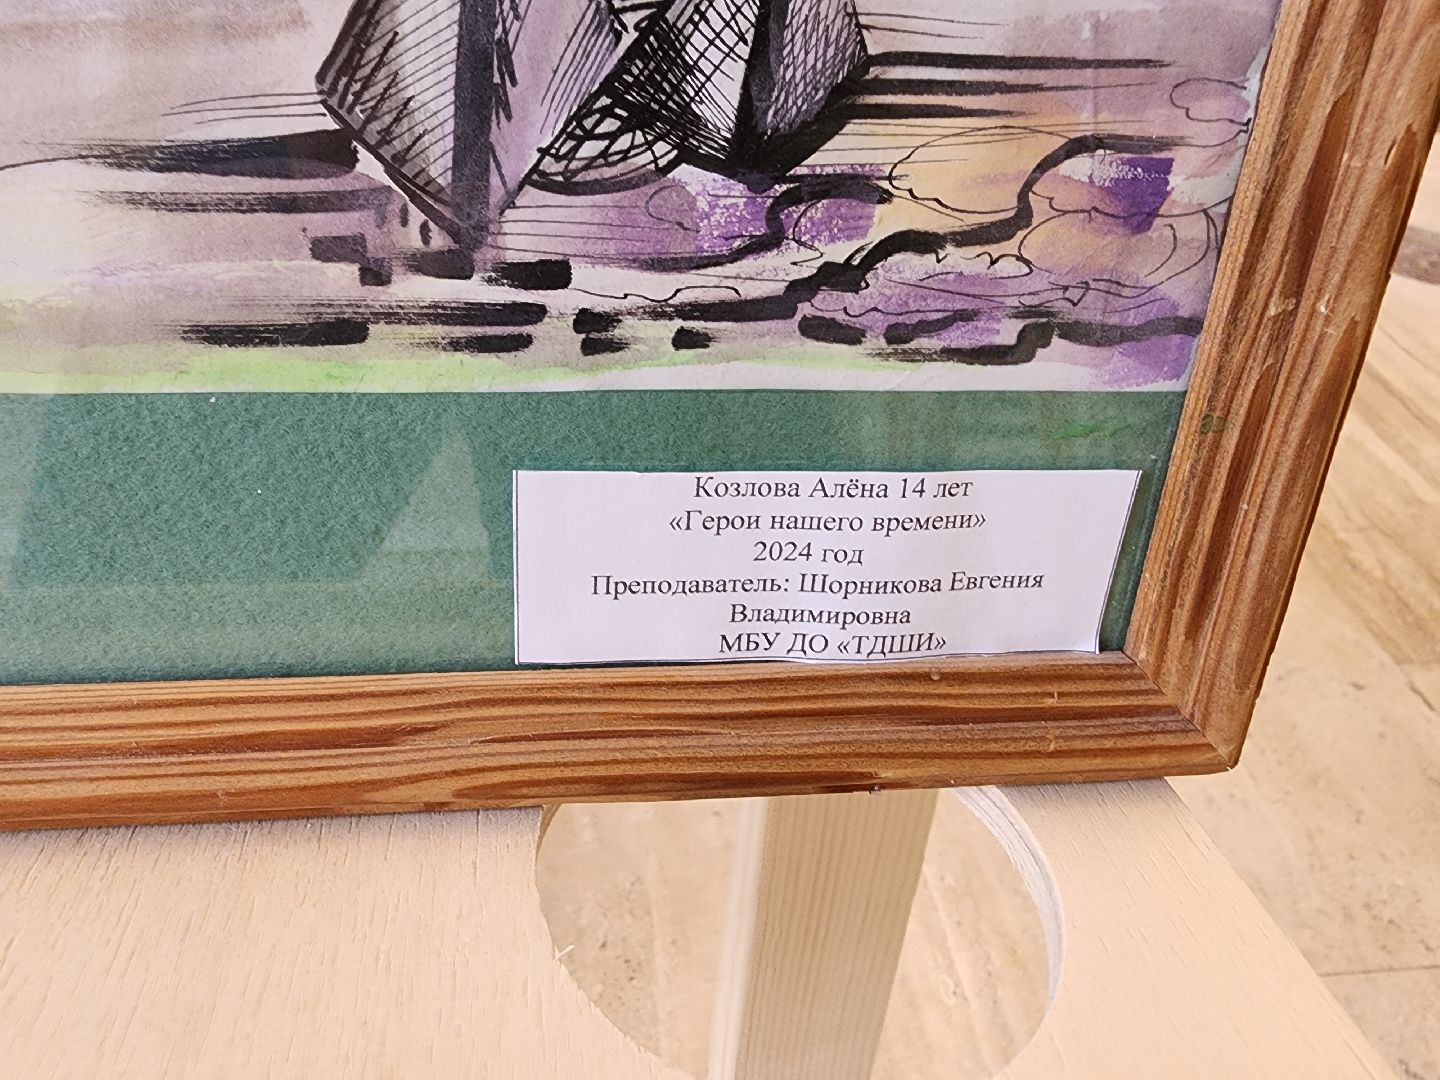 Козлова Алёна 14 лет
«Герои нашего времени»
2024 год
Преподаватель: Шорникова Евгения
Владимировна
МБУ ДО «ТДШИ»